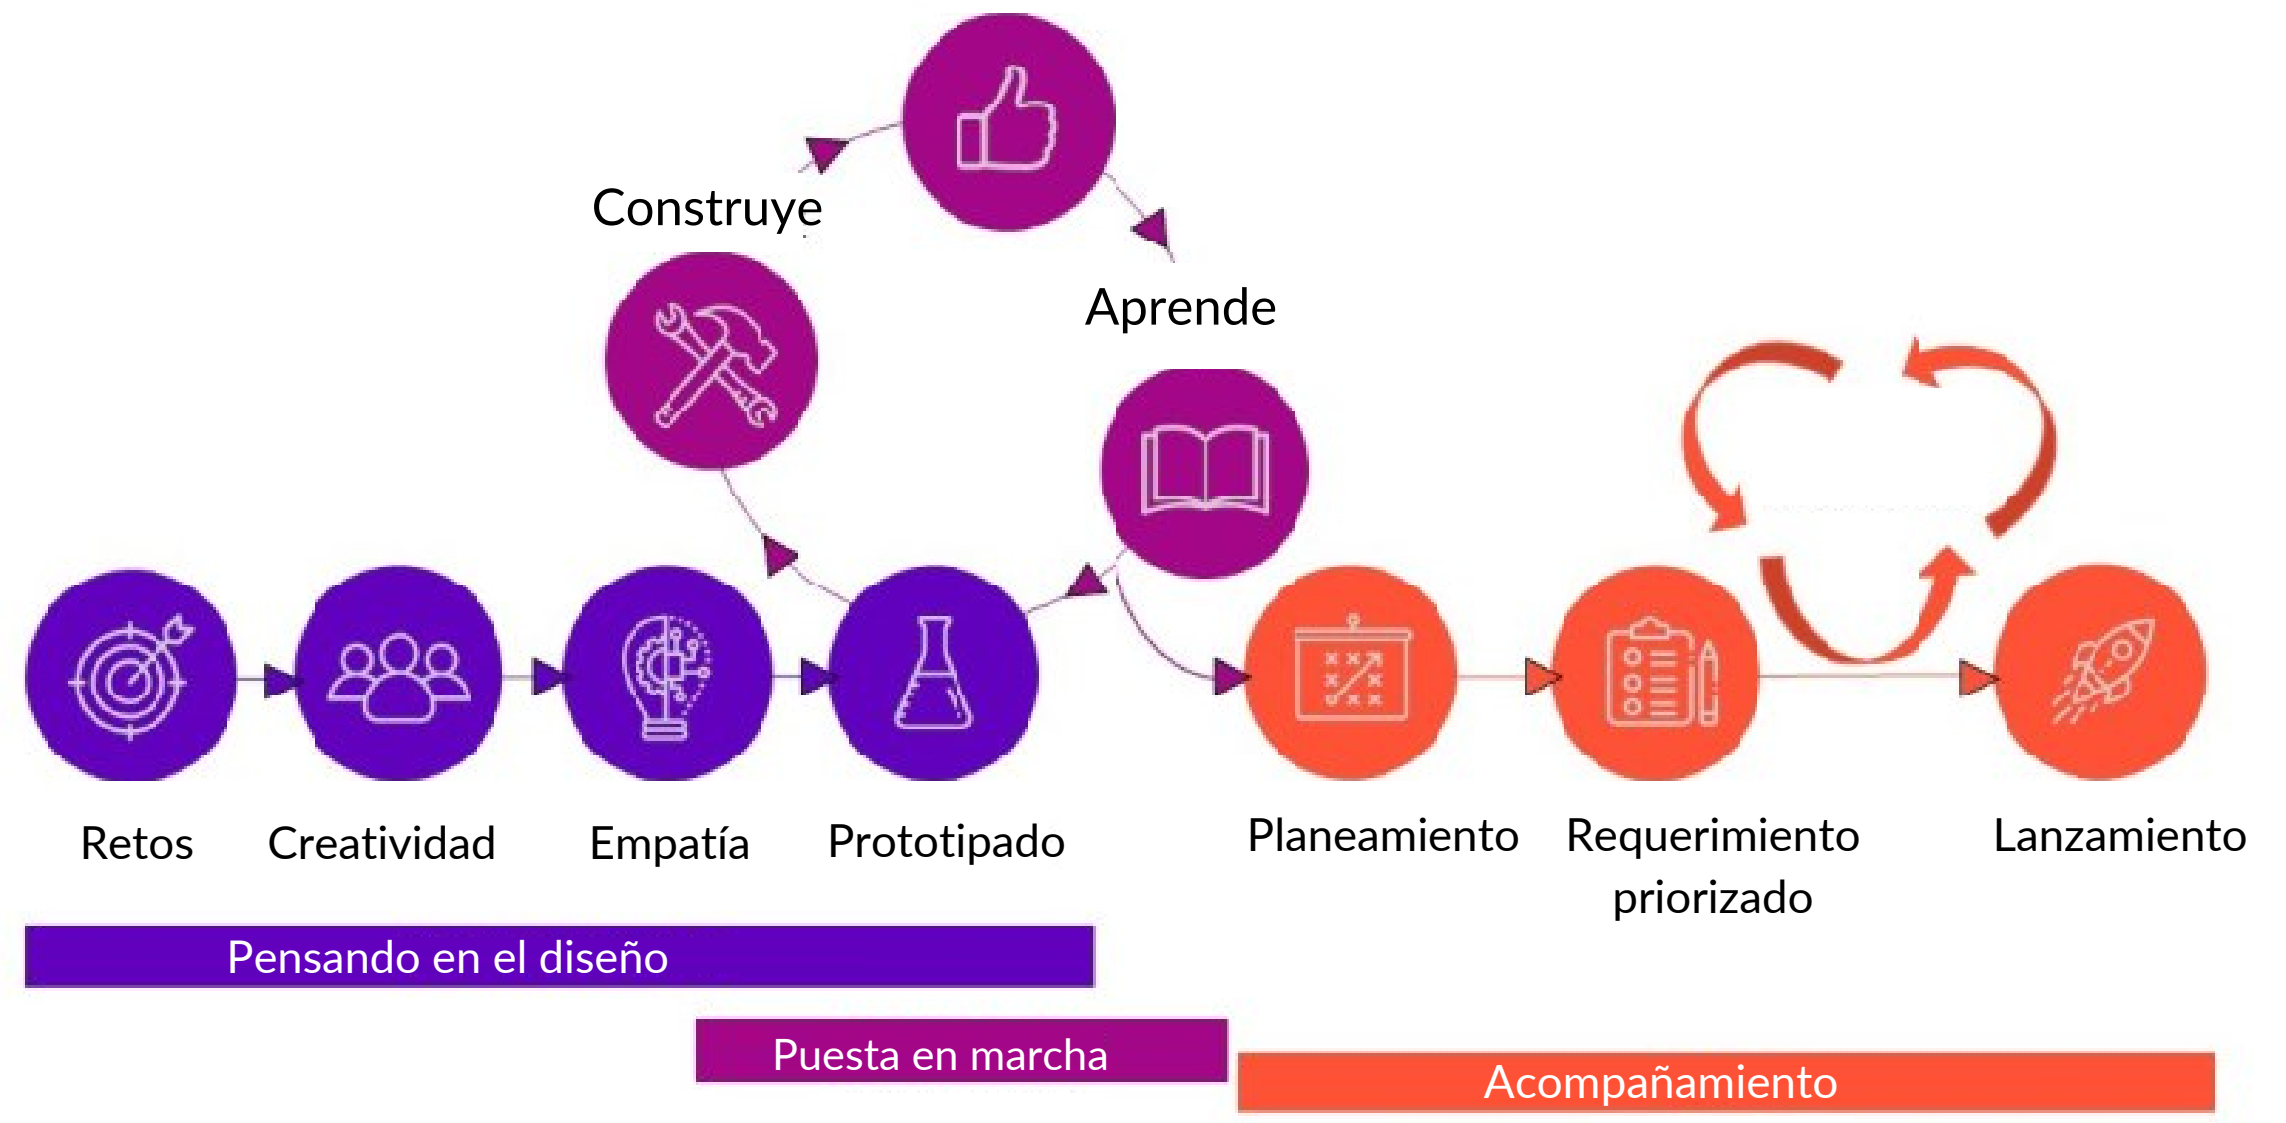 Construye
Aprende
Retos
Creatividad
Empatía
Prototipado
Planeamiento
Requerimiento
priorizado
Lanzamiento
Pensando en el diseño
Puesta en marcha
Acompañamiento